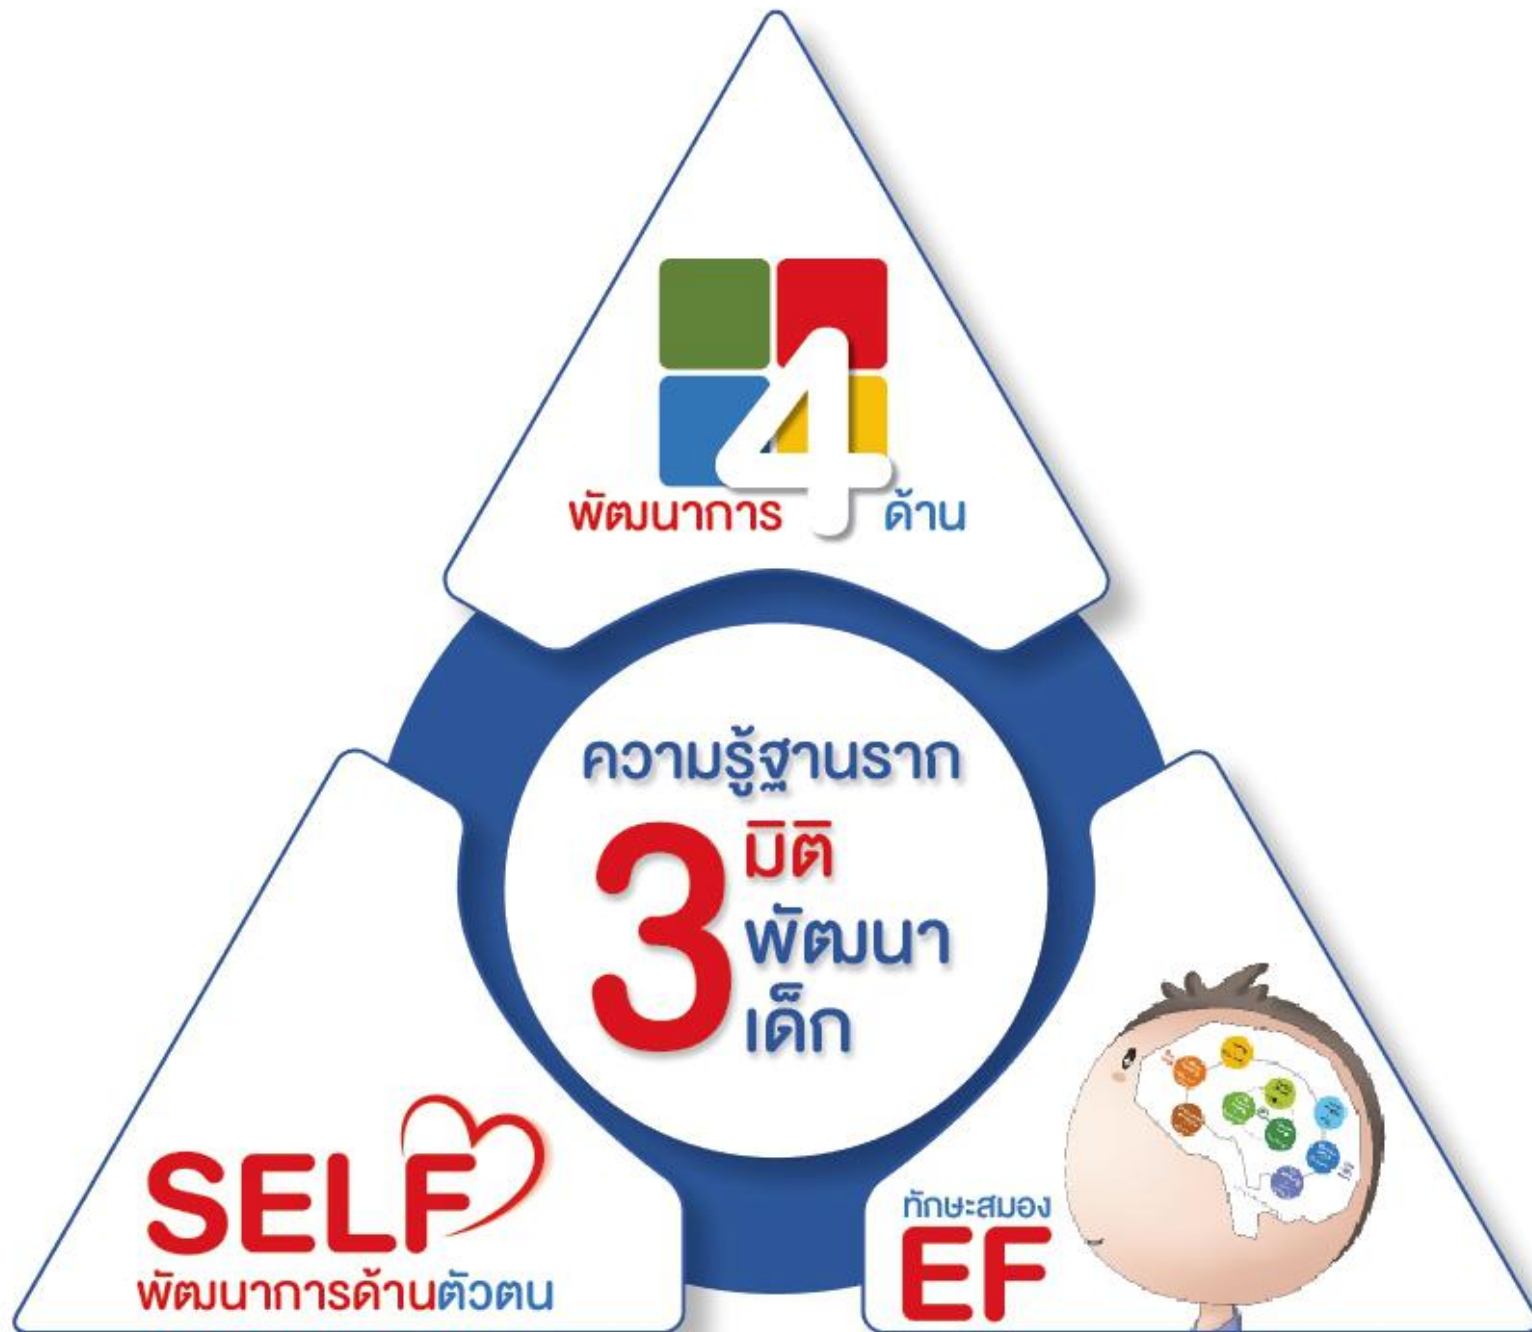 พัฒนาการ 4 ด้าน
ความรู้ฐานราก
3 มิติ
พัฒนา
เด็ก
SELF
พัฒนาการด้านตัวตน
ทักษะสมอง
EF